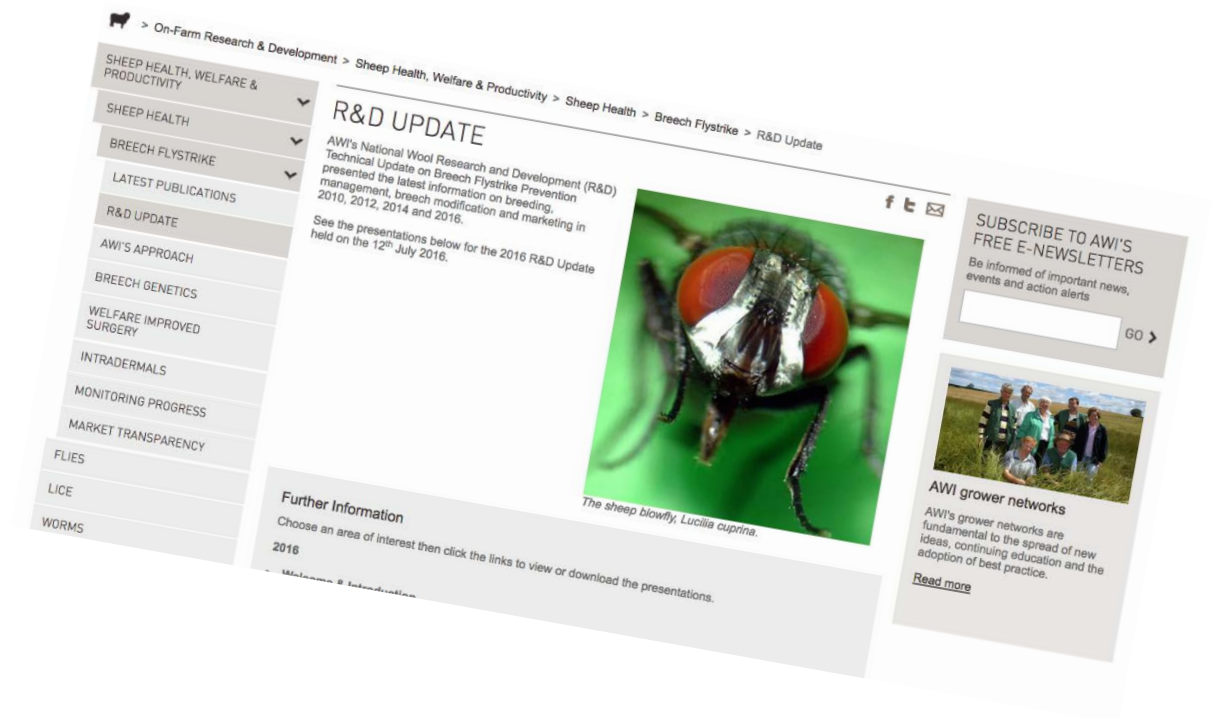 > On-Farm Research & Development > Sheep Health, Welfare & Productivity > Sheep Health > Breech Flystrike > R&D Update
SHEEP HEALTH, WELFARE &
PRODUCTIVITY
SHEEP HEALTH
BREECH FLYSTRIKE
LATEST PUBLICATIONS
R&D UPDATE
AWI'S APPROACH
BREECH GENETICS
WELFARE IMPROVED
SURGERY
INTRADERMALS
MONITORING PROGRESS
MARKET TRANSPARENCY
FLIES
LICE
WORMS
R&D UPDATE
AWI's National Wool Research and Development (R&D)
Technical Update on Breech Flystrike Prevention
presented the latest information on breeding,
management, breech modification and marketing in
2010, 2012, 2014 and 2016.
See the presentations below for the 2016 R&D Update
held on the 12th July 2016.
The sheep blowfly, Lucilia cuprina.
Further Information
Choose an area of interest then click the links to view or download the presentations.
2016
Welcome & Introduction
SUBSCRIBE TO AWI'S
FREE E-NEWSLETTERS
Be informed of important news,
events and action alerts
GO
AWI grower networks
AWI's grower networks are
fundamental to the spread of new
ideas, continuing education and the
adoption of best practice.
Read more